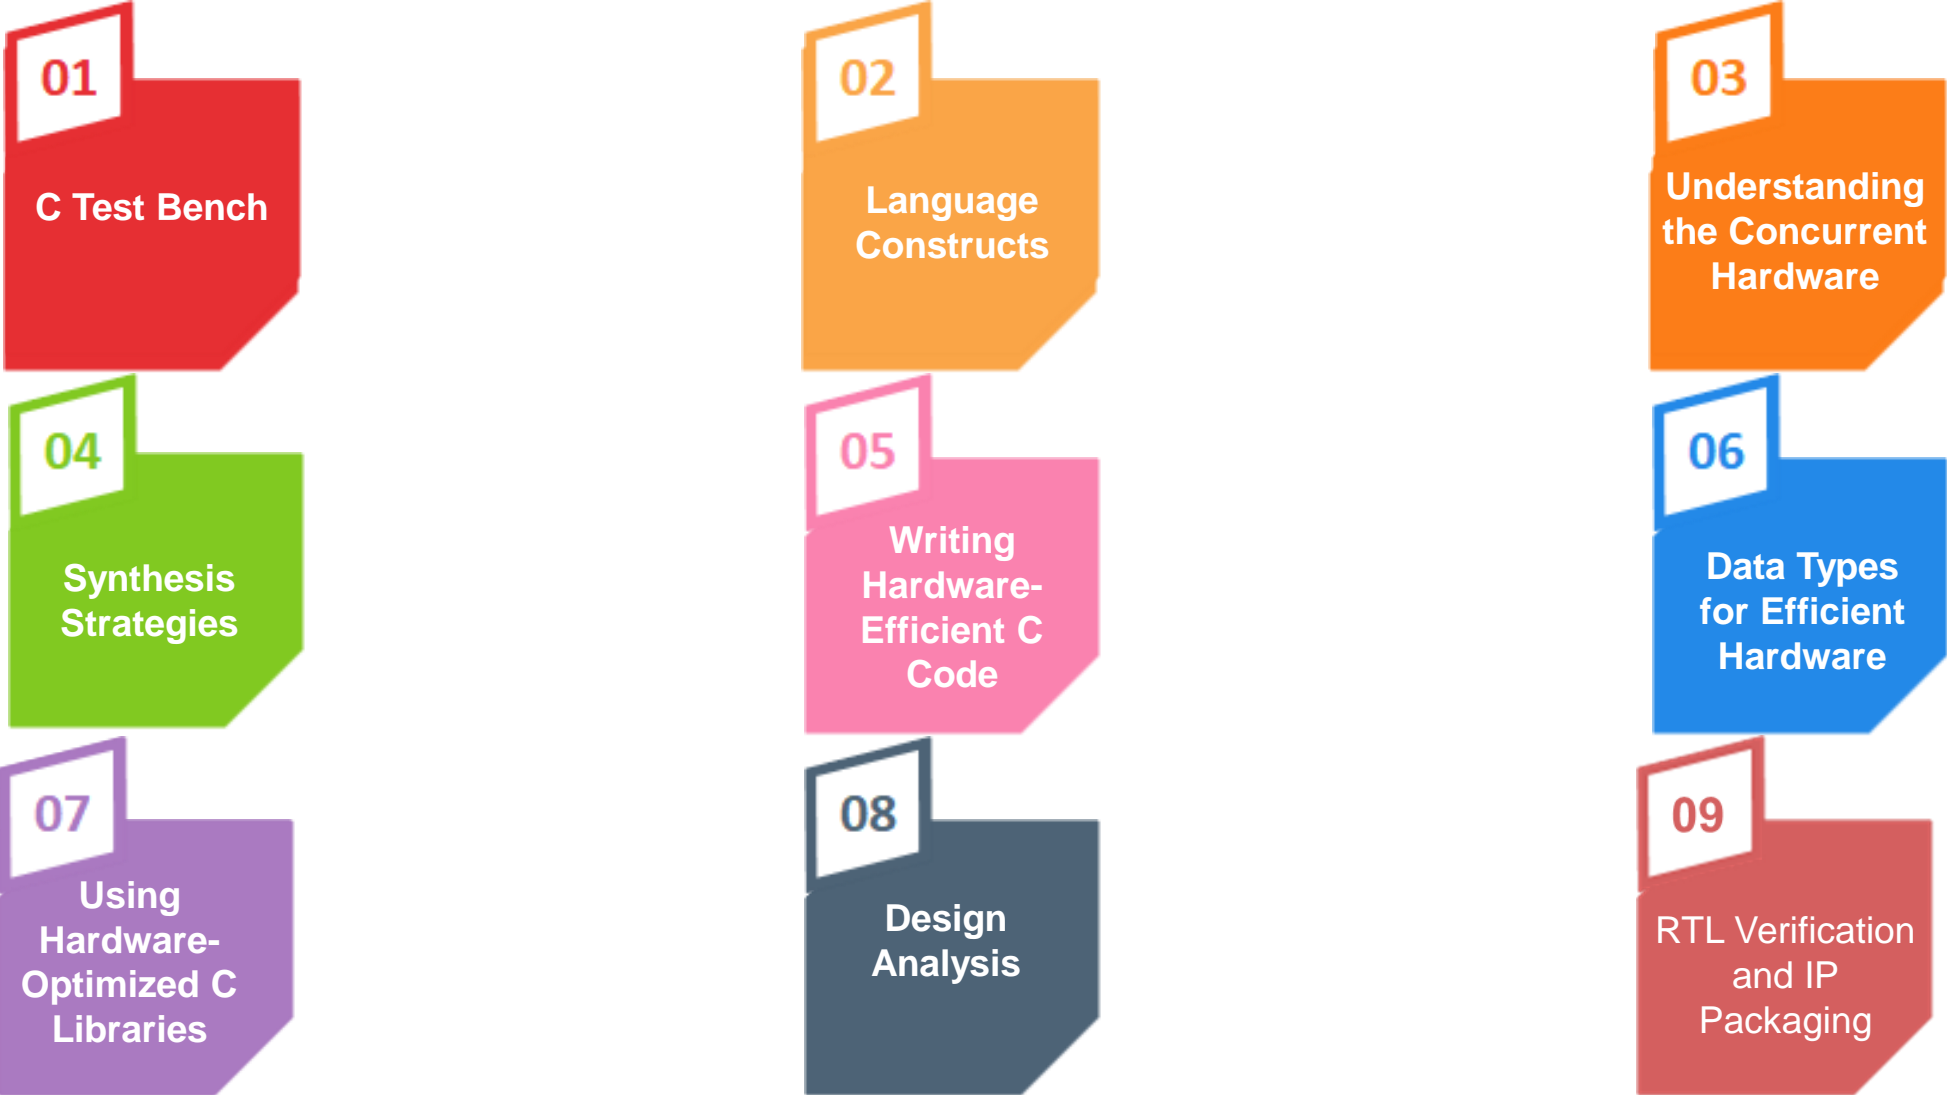 01
C Test Bench
02
Language
Constructs
03
Understanding
the Concurrent
Hardware
04
Synthesis
Strategies
05
Writing
Hardware-
Efficient C
Code
06
Data Types
for Efficient
Hardware
07
Using
Hardware-
Optimized C
Libraries
08
Design
Analysis
09
RTL Verification
and IP
Packaging